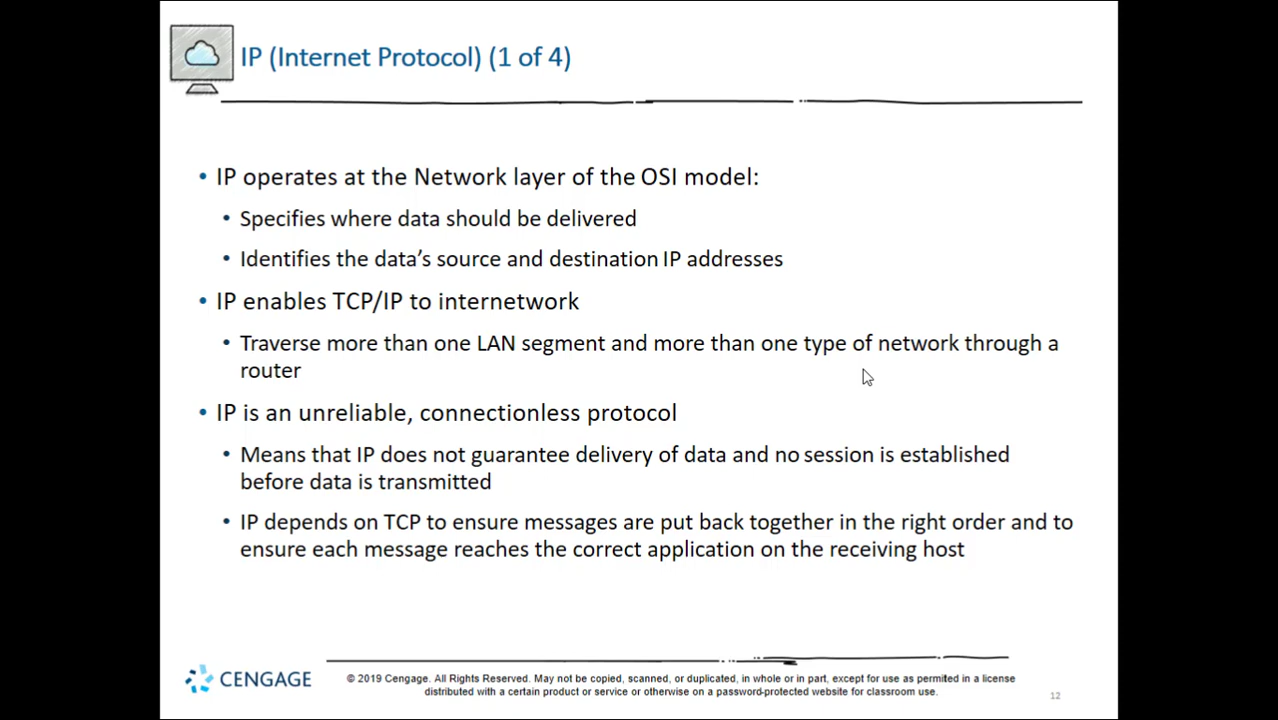 IP (Internet Protocol) (1 of 4)
• IP operates at the Network layer of the OSI model:
• Specifies where data should be delivered
• Identifies the data’s source and destination IP addresses
• IP enables TCP/IP to internetwork
• Traverse more than one LAN segment and more than one type of network through a
router
• IP is an unreliable, connectionless protocol
• Means that IP does not guarantee delivery of data and no session is established
before data is transmitted
• IP depends on TCP to ensure messages are put back together in the right order and to
ensure each message reaches the correct application on the receiving host
CENGAGE
© 2019 Cengage. All Rights Reserved. May not be copied, scanned, or duplicated, in whole or in part, except for use as permitted in a license
distributed with a certain product or service or otherwise on a password-protected website for classroom use.
12